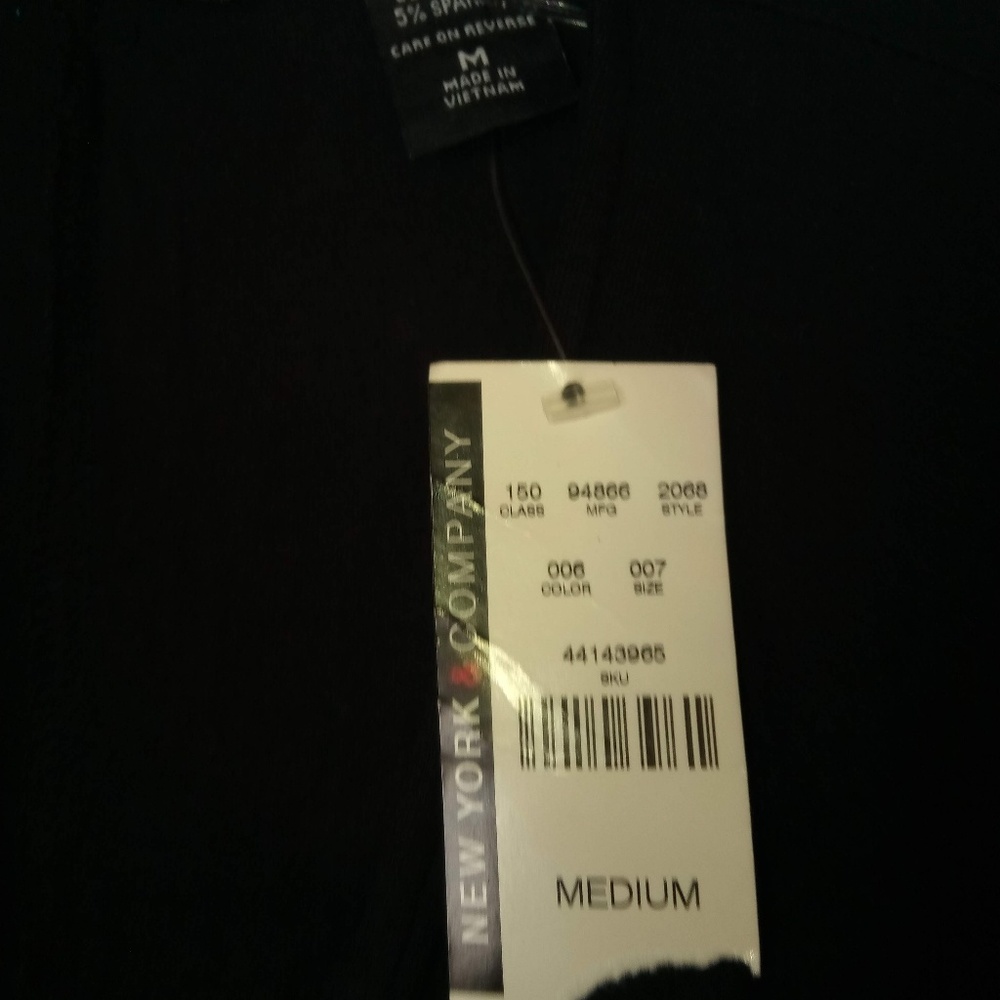 5%
CARE ON REVERSE
M
MADE IN
VIETNAM
NEW YORK & COMPANY
150 94866 2068
CLASS MFG STYLE
006 007
COLOR SIZE
44143965
SKU
MEDIUM